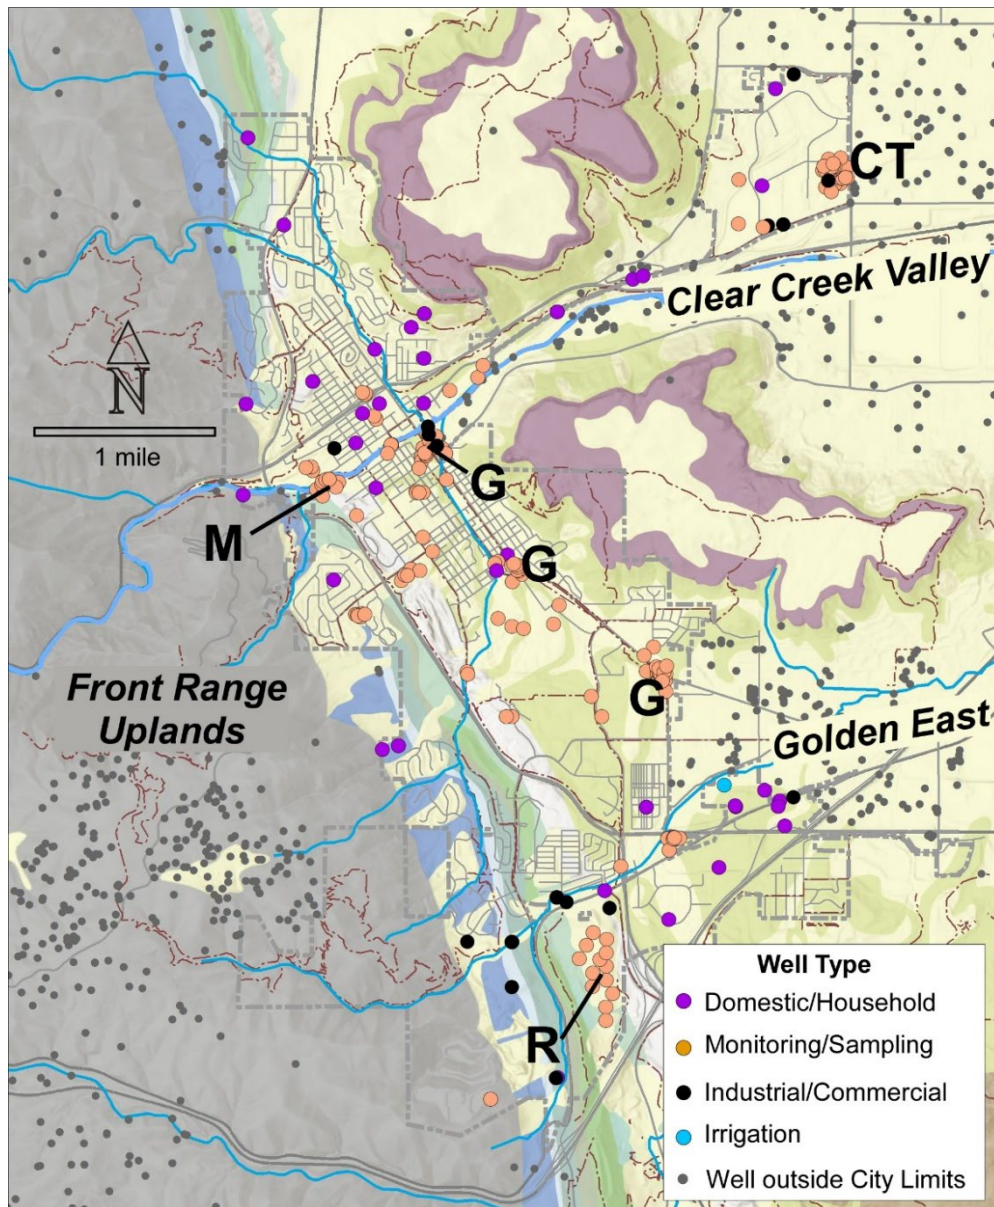 CT
Clear Creek Valley
N
1 mile
G
M
G
Front Range
Uplands
G
Golden East
R
Well Type
Domestic/Household
Monitoring/Sampling
Industrial/Commercial
Irrigation
Well outside City Limits